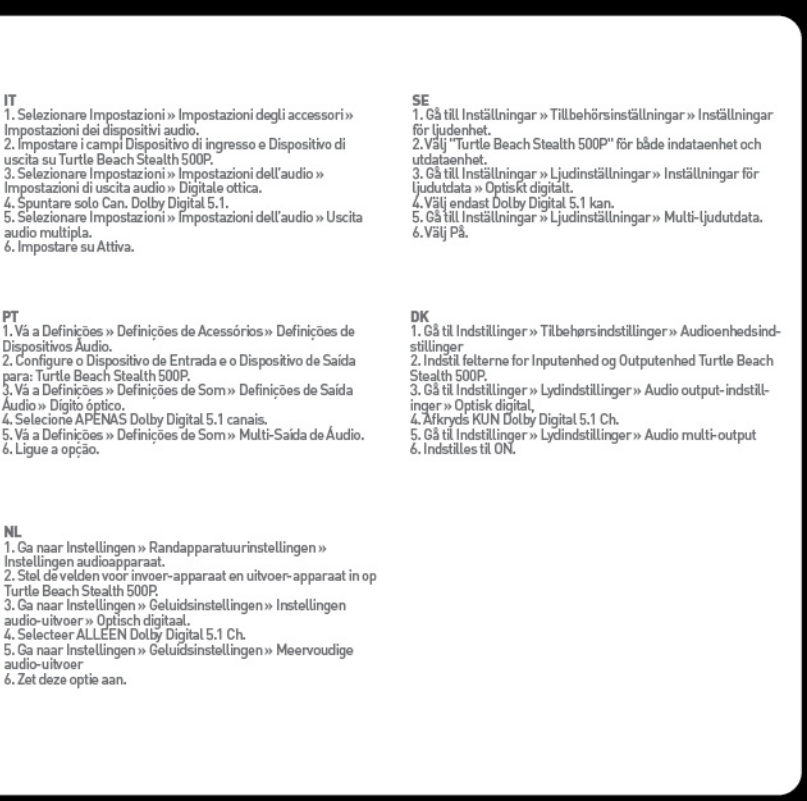 IT
1. Selezionare Impostazioni » Impostazioni degli accessori »
Impostazioni dei dispositivi audio.
2. Impostare i campi Dispositivo di ingresso e Dispositivo di
uscita su Turtle Beach Stealth 500P.
3. Selezionare Impostazioni » Impostazioni dell'audio »
Impostazioni di uscita audio » Digitale ottica.
4. Spuntare solo Can. Dolby Digital 5.1.
5. Selezionare Impostazioni » Impostazioni dell'audio » Uscita
audio multipla.
6. Impostare su Attiva.
SE
1. Gå till Inställningar » Tillbehörsinställningar » Inställningar
för ljudenhet.
2. Välj "Turtle Beach Stealth 500P" för både indataenhet och
utdataenhet.
3. Gå till Inställningar » Ljudinställningar » Inställningar för
ljudutdata » Optiskt digitalt.
4. Välj endast Dolby Digital 5.1 kan.
5. Gå till Inställningar » Ljudinställningar » Multi-ljudutdata.
6. Välj På.
PT
1. Vá a Definições » Definições de Acessórios » Definições de
Dispositivos Áudio.
2. Configure o Dispositivo de Entrada e o Dispositivo de Saída
para: Turtle Beach Stealth 500P.
3. Vá a Definições » Definições de Som » Definições de Saída
Áudio » Digito óptico.
4. Selecione APENAS Dolby Digital 5.1 canais.
5. Vá a Definições » Definições de Som » Multi-Saída de Áudio.
6. Ligue a opção.
DK
1. Gå til Indstillinger » Tilbehørsindstillinger » Audioenhedsind-
stillinger
2. Indstil felterne for Inputenhed og Outputenhed Turtle Beach
Stealth 500P.
3. Gå til Indstillinger » Lydindstillinger » Audio output-indstill-
inger » Optisk digital,
4. Afkryds KUN Dolby Digital 5.1 Ch.
5. Gå til Indstillinger » Lydindstillinger » Audio multi-output
6. Indstilles til ON.
NL
1. Ga naar Instellingen » Randapparatuurinstellingen »
Instellingen audioapparaat.
2. Stel de velden voor invoer-apparaat en uitvoer-apparaat in op
Turtle Beach Stealth 500P.
3. Ga naar Instellingen » Geluidsinstellingen » Instellingen
audio-uitvoer » Optisch digitaal.
4. Selecteer ALLEEN Dolby Digital 5.1 Ch.
5. Ga naar Instellingen » Geluidsinstellingen » Meervoudige
audio-uitvoer
6. Zet deze optie aan.